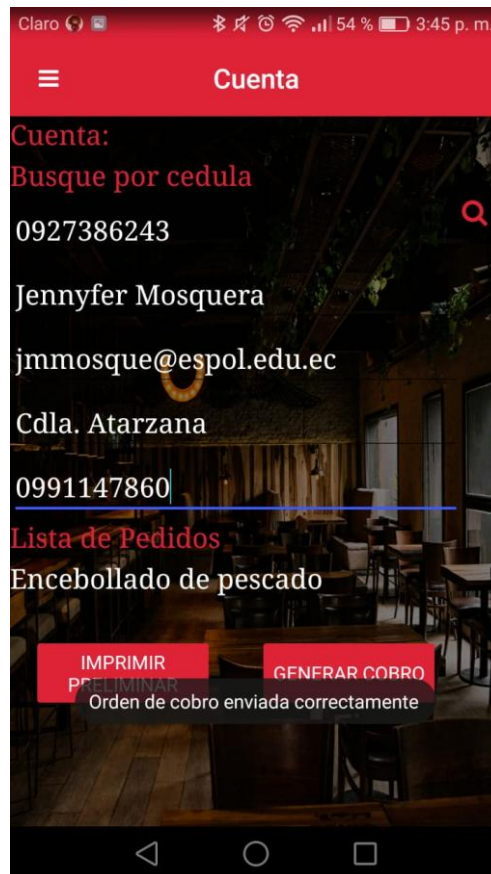 Claro 54 % 3:45 p. m.
Cuenta
Cuenta:
Busque por cedula
0927386243
Jennyfer Mosquera
jmmosque@espol.edu.ec
Cdla. Atarzana
0991147860
Lista de Pedidos
Encebollado de pescado
IMPRIMIR GENERAR COBRO
PRELIMINAR
Orden de cobro enviada correctamente